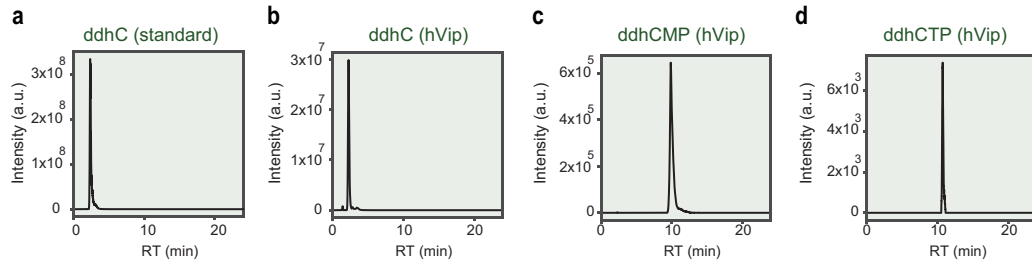 a
ddhC (standard)
Intensity (a.u.)
3x10^8
2x10^8
1x10^8
0
0 10 20
RT (min)
b
ddhC (hVip)
Intensity (a.u.)
3x10^7
2x10^7
1x10^7
0
0 10 20
RT (min)
c
ddhCMP (hVip)
Intensity (a.u.)
6x10^5
4x10^5
2x10^5
0
0 10 20
RT (min)
d
ddhCTP (hVip)
Intensity (a.u.)
6x10^3
4x10^3
2x10^3
0
0 10 20
RT (min)